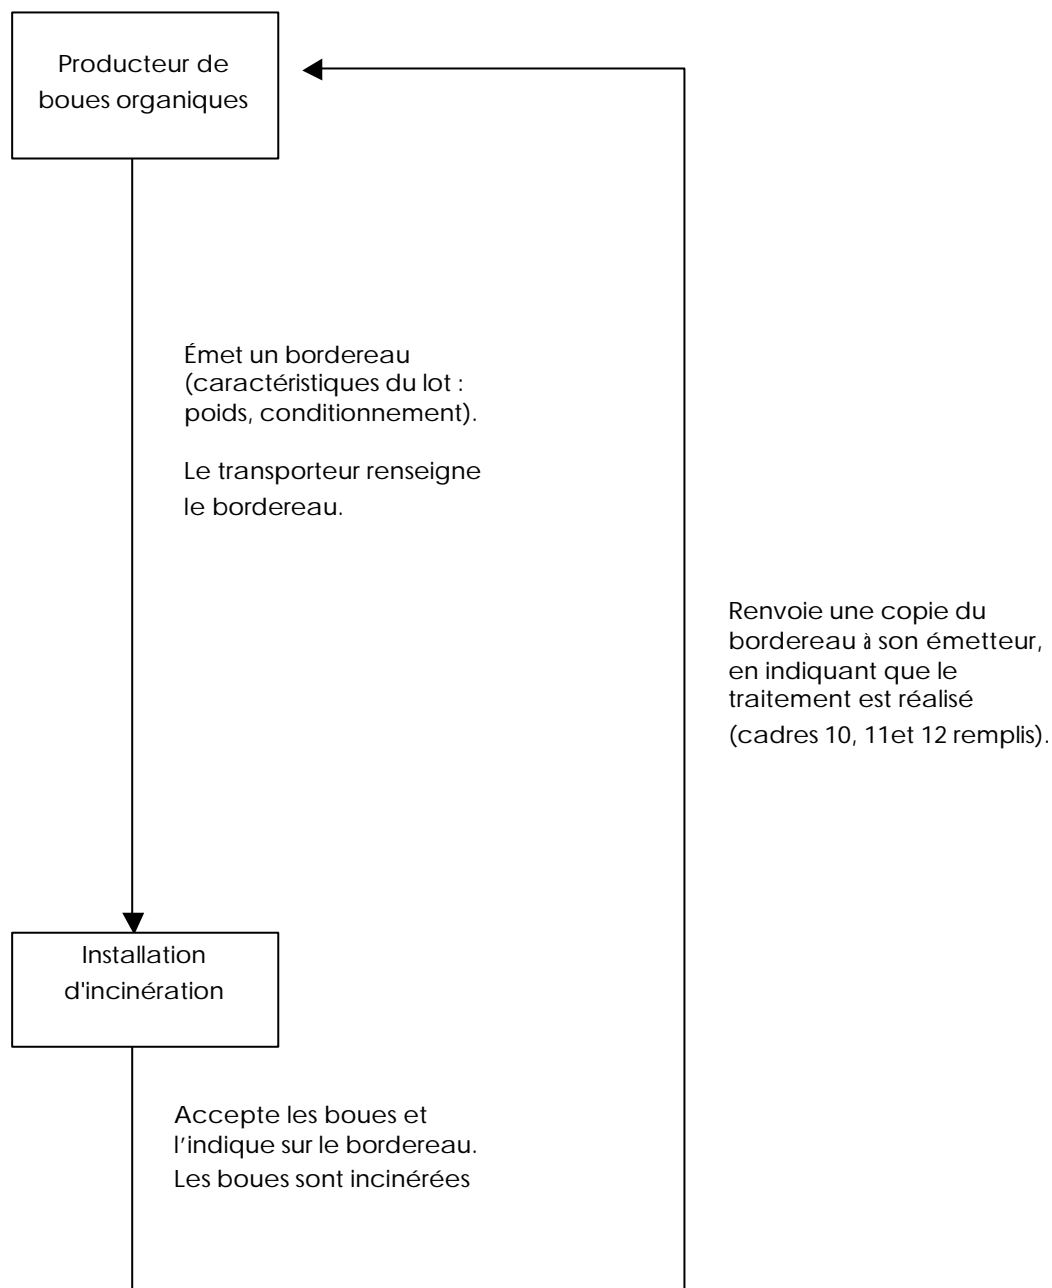 Producteur de
boues organiques
Émet un bordereau
(caractéristiques du lot :
poids, conditionnement).
Le transporteur renseigne
le bordereau.
Renvoie une copie du
bordereau à son émetteur,
en indiquant que le
traitement est réalisé
(cadres 10, 11et 12 remplis).
Installation
d'incinération
Accepte les boues et
l’indique sur le bordereau.
Les boues sont incinérées